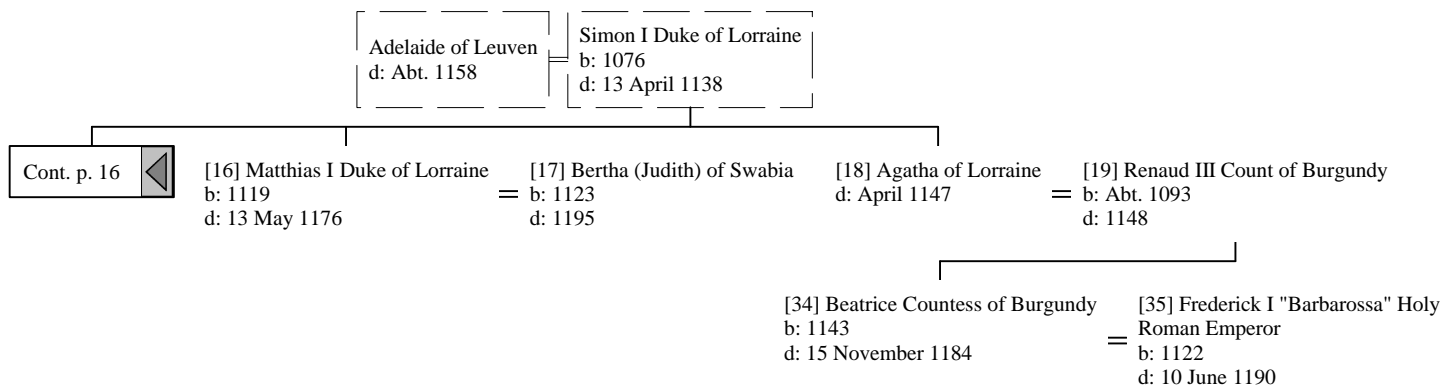 Adelaide of Leuven
d: Abt. 1158
Simon I Duke of Lorraine
b: 1076
d: 13 April 1138
Cont. p. 16
[16] Matthias I Duke of Lorraine
b: 1119
d: 13 May 1176
=
[17] Bertha (Judith) of Swabia
b: 1123
d: 1195
[18] Agatha of Lorraine
d: April 1147
=
[19] Renaud III Count of Burgundy
b: Abt. 1093
d: 1148
[34] Beatrice Countess of Burgundy
b: 1143
d: 15 November 1184
=
[35] Frederick I "Barbarossa" Holy
Roman Emperor
b: 1122
d: 10 June 1190